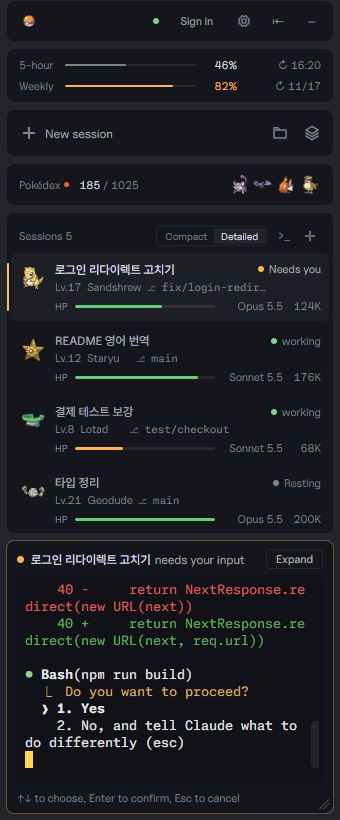 Sign in
5-hour 46% 16:20
Weekly 82% 11/17
New session
Pokédex 185 / 1025
Sessions 5 Compact Detailed >_
로그인 리다이렉트 고치기 Needs you
Lv.17 Sandshrew fix/login-redir…
HP Opus 5.5 124K
README 영어 번역 working
Lv.12 Staryu main
HP Sonnet 5.5 176K
결제 테스트 보강 working
Lv.8 Lotad test/checkout
HP Sonnet 5.5 68K
타입 정리 Resting
Lv.21 Geodude main
HP Opus 5.5 200K
로그인 리다이렉트 고치기 needs your input Expand
40 - return NextResponse.re
direct(new URL(next))
40 + return NextResponse.re
direct(new URL(next, req.url))
Bash(npm run build)
Do you want to proceed?
❯ 1. Yes
2. No, and tell Claude what to
do differently (esc)
↑↓ to choose, Enter to confirm, Esc to cancel